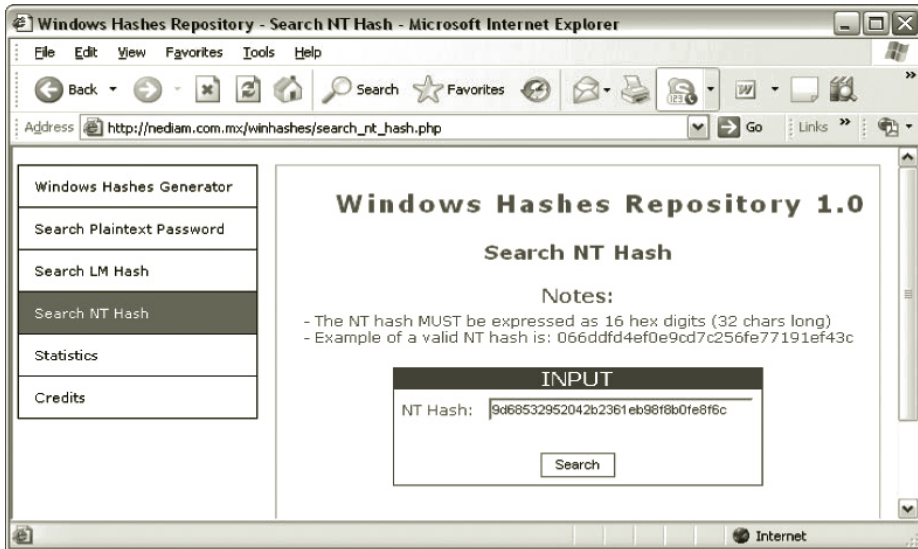 Windows Hashes Repository - Search NT Hash - Microsoft Internet Explorer
File Edit View Favorites Tools Help
Back Search Favorites 123 W »
Address http://nediam.com.mx/winhashes/search_nt_hash.php Go Links »
Windows Hashes Generator
Search Plaintext Password
Search LM Hash
Search NT Hash
Statistics
Credits
Windows Hashes Repository 1.0
Search NT Hash
Notes:
- The NT hash MUST be expressed as 16 hex digits (32 chars long)
- Example of a valid NT hash is: 066ddfd4ef0e9cd7c256fe77191ef43c
INPUT
NT Hash: 9d68532952042b2361eb98f8b0fe8f6c
Search
Internet